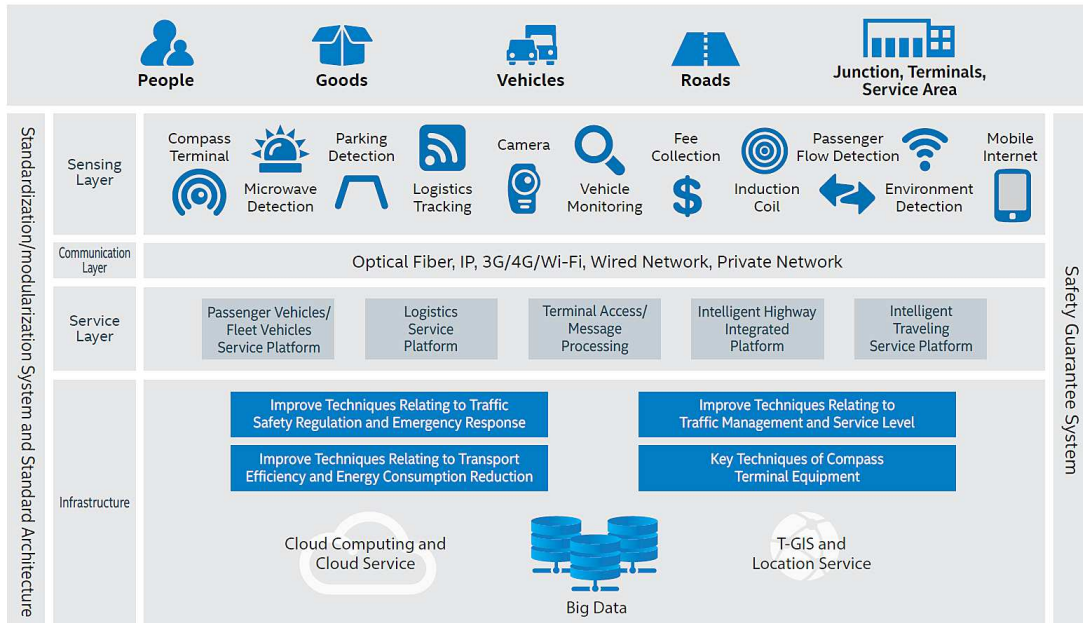 People
Goods
Vehicles
Roads
Junction, Terminals,
Service Area
Standardization/modularization System and Standard Architecture
Sensing
Layer
Compass
Terminal
Microwave
Detection
Parking
Detection
Logistics
Tracking
Camera
Vehicle
Monitoring
Fee
Collection
$
Induction
Coil
Passenger
Flow Detection
Environment
Detection
Mobile
Internet
Communication
Layer
Optical Fiber, IP, 3G/4G/Wi-Fi, Wired Network, Private Network
Service
Layer
Passenger Vehicles/
Fleet Vehicles
Service Platform
Logistics
Service
Platform
Terminal Access/
Message
Processing
Intelligent Highway
Integrated
Platform
Intelligent
Traveling
Service Platform
Infrastructure
Improve Techniques Relating to Traffic
Safety Regulation and Emergency Response
Improve Techniques Relating to
Traffic Management and Service Level
Improve Techniques Relating to Transport
Efficiency and Energy Consumption Reduction
Key Techniques of Compass
Terminal Equipment
Cloud Computing and
Cloud Service
Big Data
T-GIS and
Location Service
Safety Guarantee System